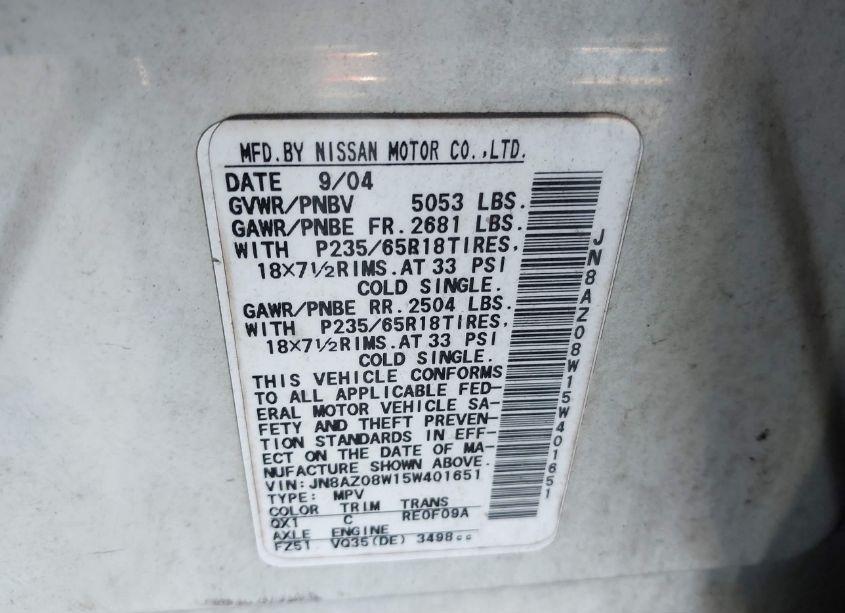 MFD.BY NISSAN MOTOR CO.,LTD.
DATE 9/04
GVWR/PNBV 5053 LBS.
GAWR/PNBE FR.2681 LBS.
WITH P235/65R18TIRES,
18×7½RIMS.AT 33 PSI
COLD SINGLE.
GAWR/PNBE RR.2504 LBS.
WITH P235/65R18TIRES,
18×7½RIMS.AT 33 PSI
COLD SINGLE.
THIS VEHICLE CONFORMS
TO ALL APPLICABLE FED-
ERAL MOTOR VEHICLE SA-
FETY AND THEFT PREVEN-
TION STANDARDS IN EFF-
ECT ON THE DATE OF MA-
NUFACTURE SHOWN ABOVE.
VIN:JN8AZ08W15W401651
TYPE: MPV
COLOR TRIM TRANS
QX1 C RE0F09A
AXLE ENGINE
FZ51 VQ35(DE) 3498cc
JN8AZ08W15W401651